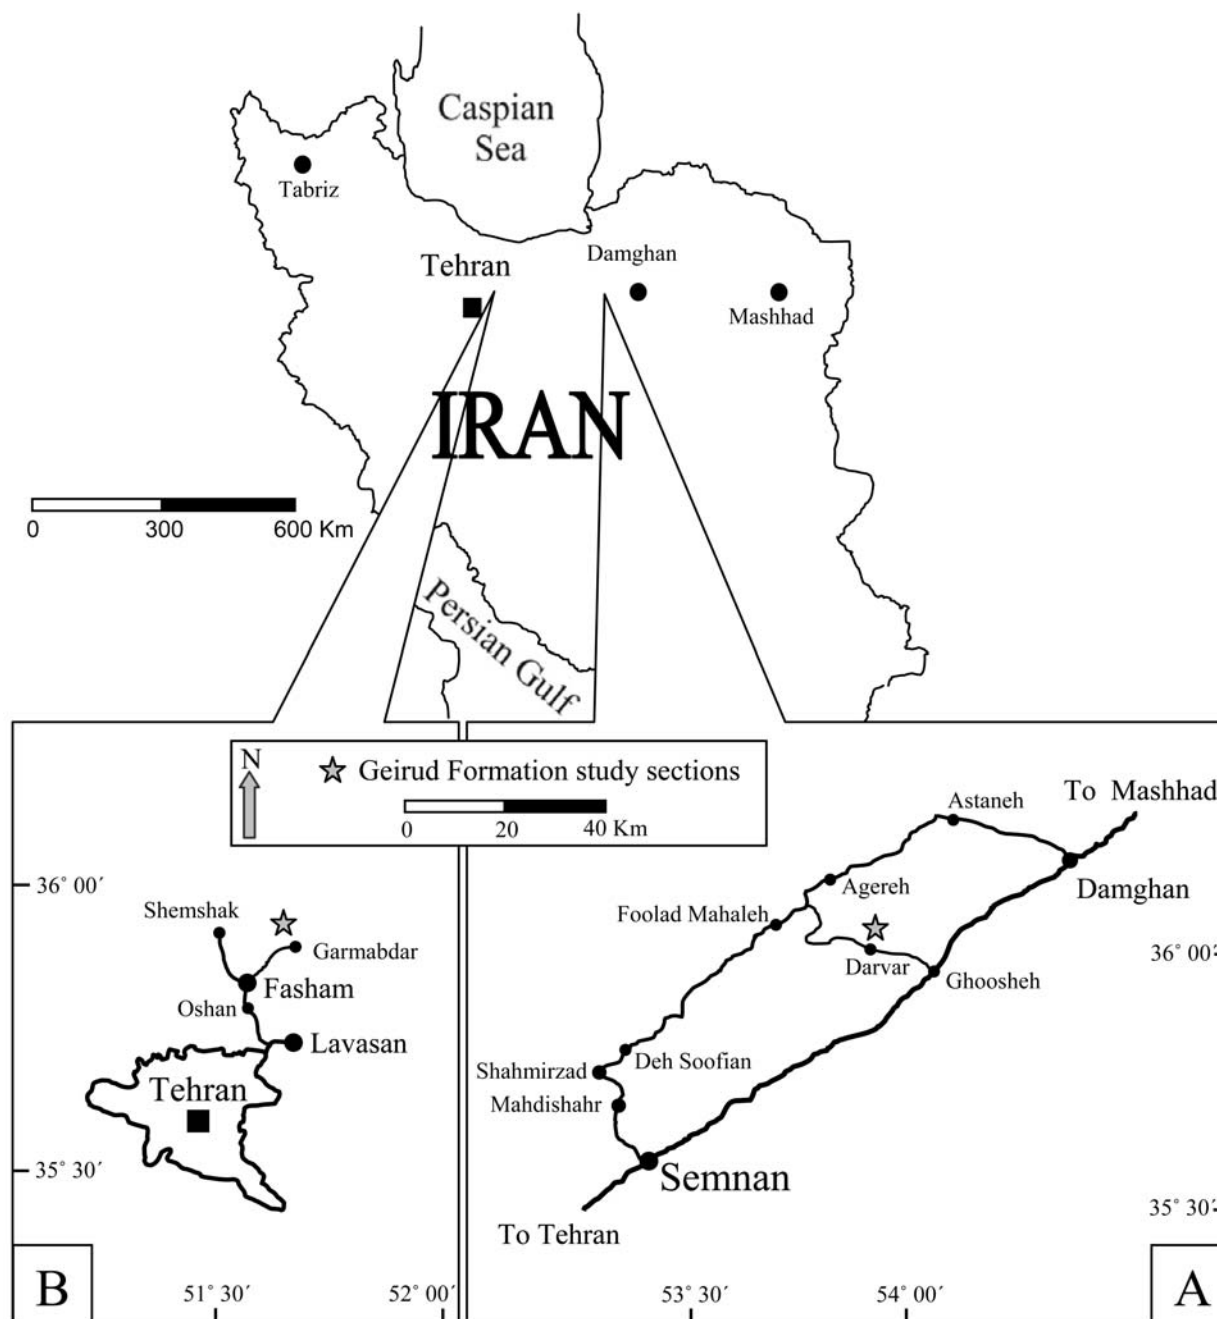 Caspian
Sea
Tabriz
Tehran
Damghan
Mashhad
IRAN
0 300 600 Km
Persian Gulf
N
Geirud Formation study sections
0 20 40 Km
36° 00´
Shemshak
Garmabdar
Fasham
Oshan
Lavasan
Tehran
35° 30´
B
51° 30´ 52° 00´
To Mashhad
Astaneh
Damghan
Agereh
Foolad Mahaleh
Darvar
36° 00´
Ghoosheh
Deh Soofian
Shahmirzad
Mahdishahr
Semnan
35° 30´
To Tehran
53° 30´ 54° 00´
A